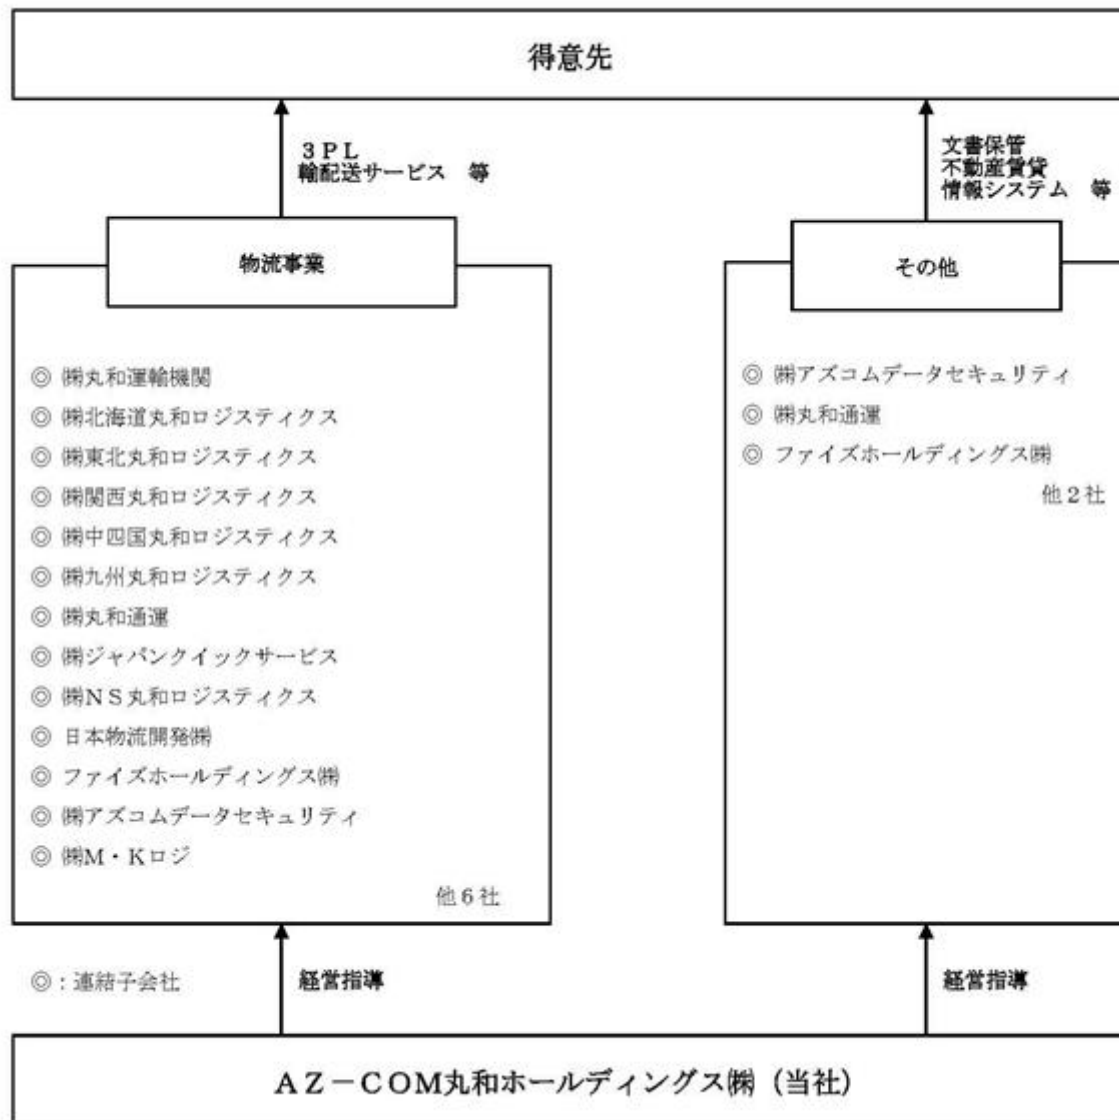 得意先
３ＰＬ
輸配送サービス　等
文書保管
不動産賃貸
情報システム　等
物流事業
その他
◎ ㈱丸和運輸機関
◎ ㈱北海道丸和ロジスティクス
◎ ㈱東北丸和ロジスティクス
◎ ㈱関西丸和ロジスティクス
◎ ㈱中四国丸和ロジスティクス
◎ ㈱九州丸和ロジスティクス
◎ ㈱丸和通運
◎ ㈱ジャパンクイックサービス
◎ ㈱ＮＳ丸和ロジスティクス
◎ 日本物流開発㈱
◎ ファイズホールディングス㈱
◎ ㈱アズコムデータセキュリティ
◎ ㈱Ｍ・Ｋロジ
他６社
◎ ㈱アズコムデータセキュリティ
◎ ㈱丸和通運
◎ ファイズホールディングス㈱
他２社
◎：連結子会社
経営指導
経営指導
ＡＺ－ＣＯＭ丸和ホールディングス㈱（当社）